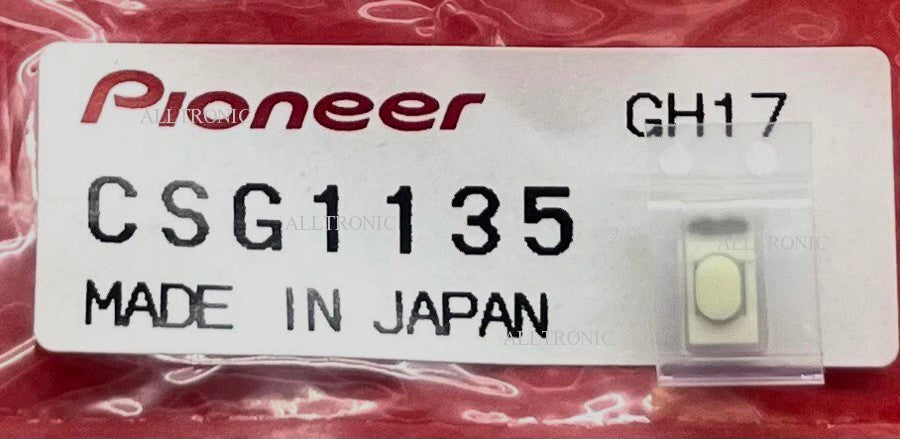 Pioneer GH17
ALLTRONIC
CSG1135
ALLTRONIC
ALLTRONIC
MADE IN JAPAN
ALLTRONIC